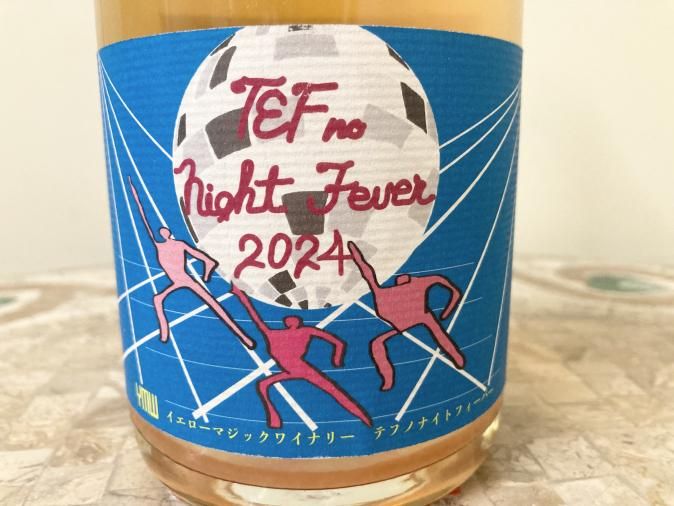 TEF no
Night Fever
2024
イエローマジックワイナリー テフノナイトフィーバー